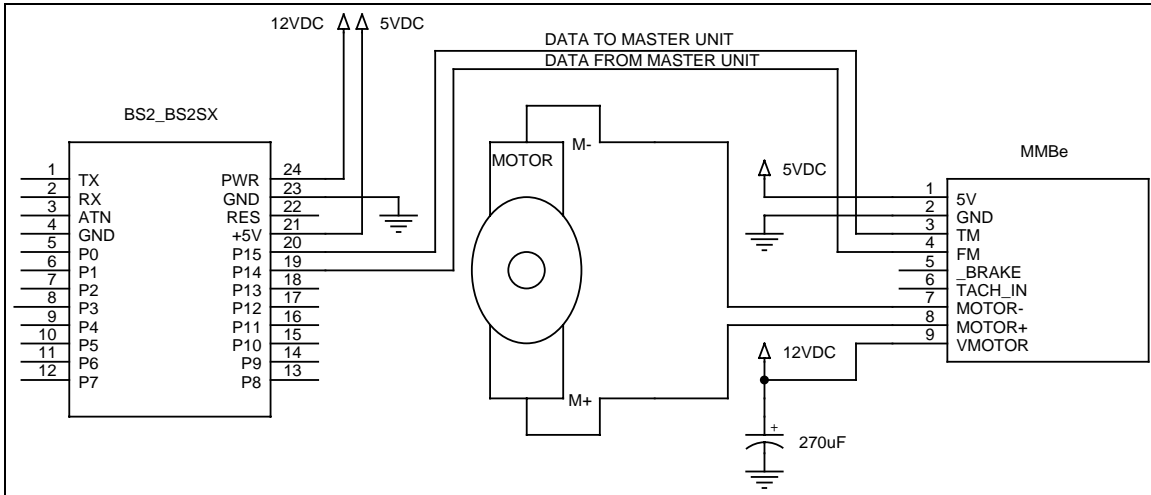 12VDC 5VDC
DATA TO MASTER UNIT
DATA FROM MASTER UNIT
BS2_BS2SX
1 TX PWR 24
2 RX GND 23
3 ATN RES 22
4 GND +5V 21
5 P0 P15 20
6 P1 P14 19
7 P2 P13 18
8 P3 P12 17
9 P4 P11 16
10 P5 P10 15
11 P6 P9 14
12 P7 P8 13
M-
MOTOR
M+
MMBe
5VDC
1 5V
2 GND
3 TM
4 FM
5 _BRAKE
6 TACH_IN
7 MOTOR-
8 MOTOR+
9 VMOTOR
12VDC
+
270uF